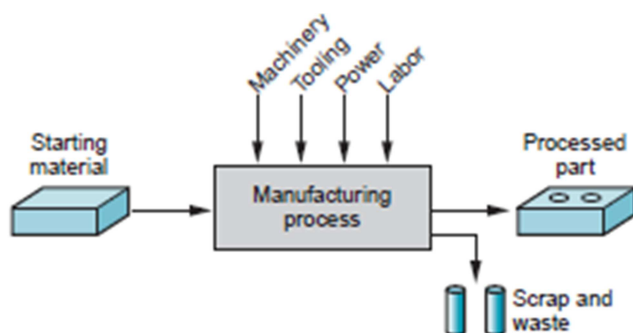 Machinery
Tooling
Power
Labor
Starting
material
Manufacturing
process
Processed
part
Scrap and
waste